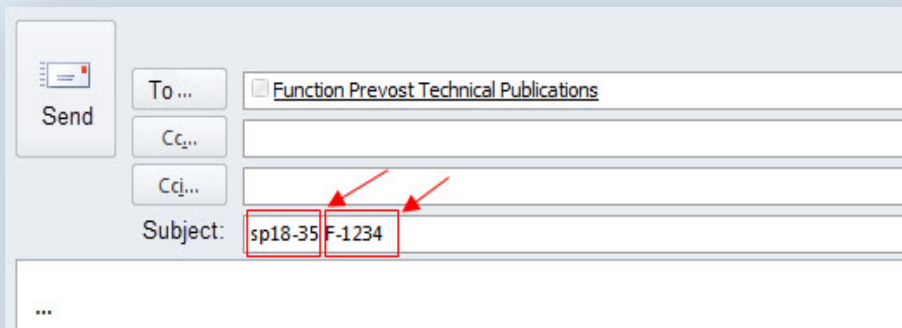 To ... Function Prevost Technical Publications
Send
Cc...
Cci...
Subject: sp18-35 F-1234
...